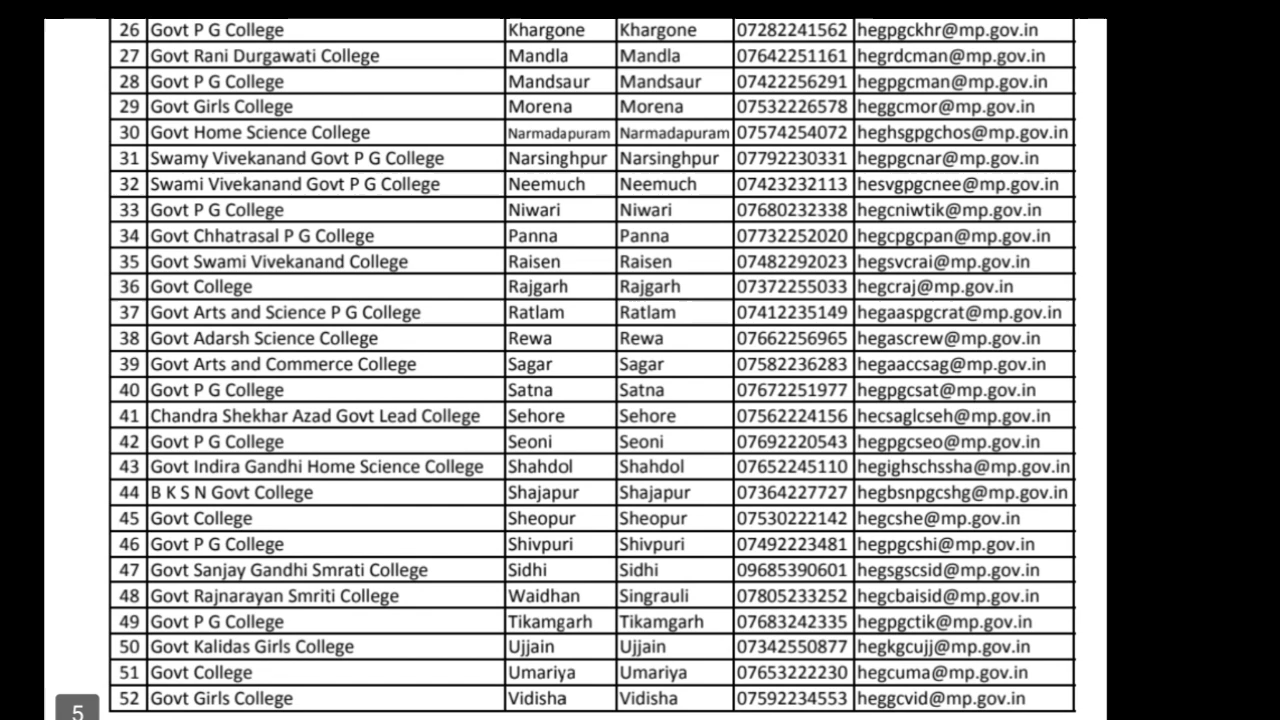 26 Govt P G College Khargone Khargone 07282241562 hegpgckhr@mp.gov.in
27 Govt Rani Durgawati College Mandla Mandla 07642251161 hegrdcman@mp.gov.in
28 Govt P G College Mandsaur Mandsaur 07422256291 hegpgcman@mp.gov.in
29 Govt Girls College Morena Morena 07532226578 heggcmor@mp.gov.in
30 Govt Home Science College Narmadapuram Narmadapuram 07574254072 heghsgpgchos@mp.gov.in
31 Swamy Vivekanand Govt P G College Narsinghpur Narsinghpur 07792230331 hegpgcnar@mp.gov.in
32 Swami Vivekanand Govt P G College Neemuch Neemuch 07423232113 hesvgpgcnee@mp.gov.in
33 Govt P G College Niwari Niwari 07680232338 hegcniwtik@mp.gov.in
34 Govt Chhatrasal P G College Panna Panna 07732252020 hegcpgcpan@mp.gov.in
35 Govt Swami Vivekanand College Raisen Raisen 07482292023 hegsvcrai@mp.gov.in
36 Govt College Rajgarh Rajgarh 07372255033 hegcraj@mp.gov.in
37 Govt Arts and Science P G College Ratlam Ratlam 07412235149 hegaaspgcrat@mp.gov.in
38 Govt Adarsh Science College Rewa Rewa 07662256965 hegascrew@mp.gov.in
39 Govt Arts and Commerce College Sagar Sagar 07582236283 hegaaccsag@mp.gov.in
40 Govt P G College Satna Satna 07672251977 hegpgcsat@mp.gov.in
41 Chandra Shekhar Azad Govt Lead College Sehore Sehore 07562224156 hecsaglcseh@mp.gov.in
42 Govt P G College Seoni Seoni 07692220543 hegpgcseo@mp.gov.in
43 Govt Indira Gandhi Home Science College Shahdol Shahdol 07652245110 hegighschssha@mp.gov.in
44 B K S N Govt College Shajapur Shajapur 07364227727 hegbsnpgcshg@mp.gov.in
45 Govt College Sheopur Sheopur 07530222142 hegcshe@mp.gov.in
46 Govt P G College Shivpuri Shivpuri 07492223481 hegpgcshi@mp.gov.in
47 Govt Sanjay Gandhi Smrati College Sidhi Sidhi 09685390601 hegsgscsid@mp.gov.in
48 Govt Rajnarayan Smriti College Waidhan Singrauli 07805233252 hegcbaisid@mp.gov.in
49 Govt P G College Tikamgarh Tikamgarh 07683242335 hegpgctik@mp.gov.in
50 Govt Kalidas Girls College Ujjain Ujjain 07342550877 hegkgcujj@mp.gov.in
51 Govt College Umariya Umariya 07653222230 hegcuma@mp.gov.in
52 Govt Girls College Vidisha Vidisha 07592234553 heggcvid@mp.gov.in
5